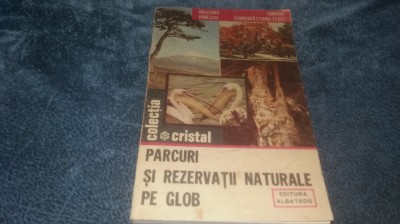 colecția
cristal
PARCURI
ȘI REZERVAȚII NATURALE
PE GLOB
EDITURA
ALBATROS